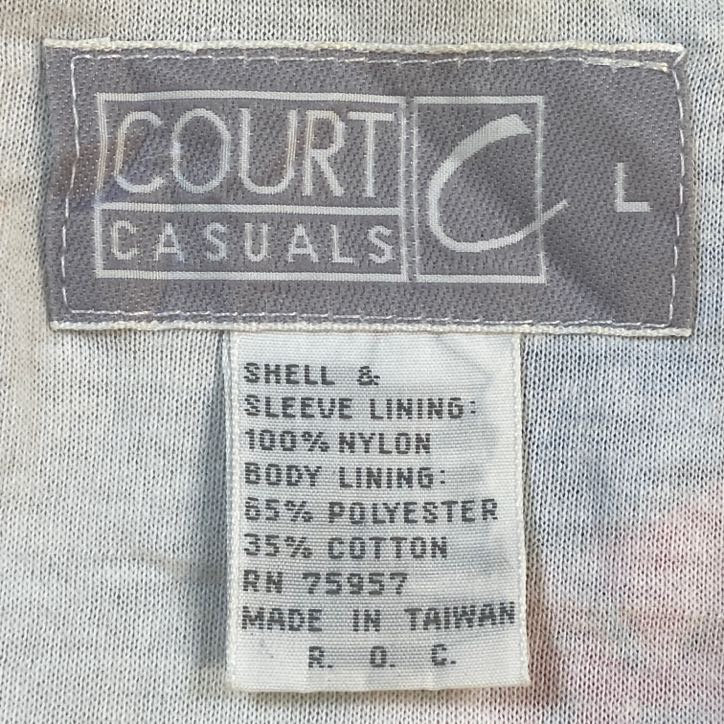 COURT
CASUALS
C
L
SHELL &
SLEEVE LINING:
100% NYLON
BODY LINING:
65% POLYESTER
35% COTTON
RN 75957
MADE IN TAIWAN
R. O. C.